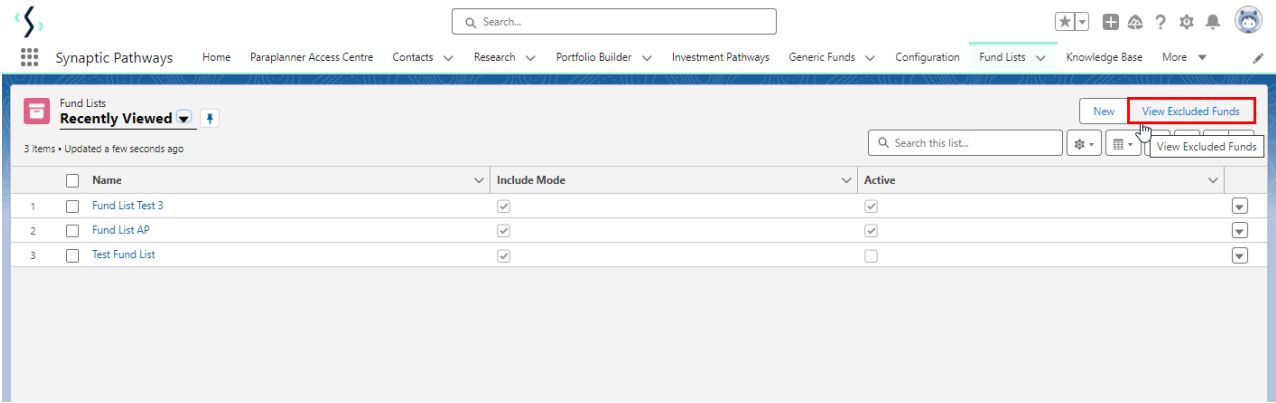 Search...
Synaptic Pathways Home Paraplanner Access Centre Contacts Research Portfolio Builder Investment Pathways Generic Funds Configuration Fund Lists Knowledge Base More
Fund Lists
Recently Viewed
New View Excluded Funds
3 items • Updated a few seconds ago
Search this list...
View Excluded Funds
Name Include Mode Active
1 Fund List Test 3
2 Fund List AP
3 Test Fund List